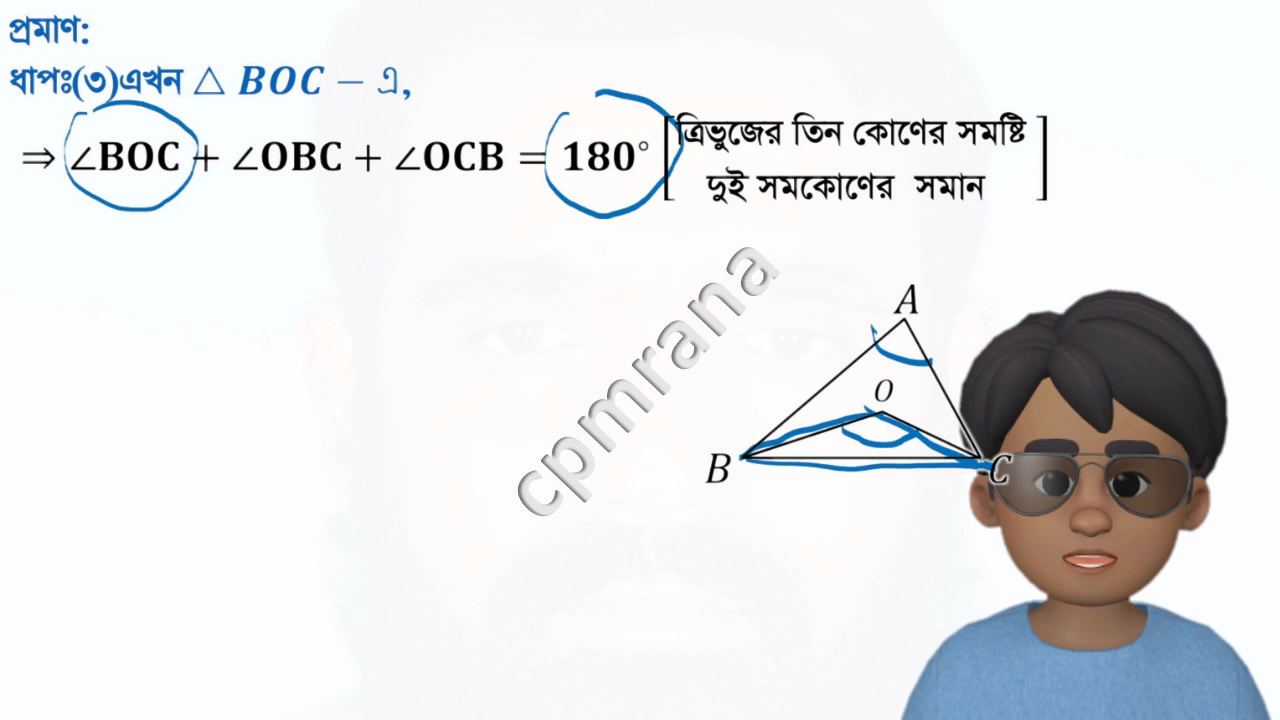 প্রমাণ:
ধাপঃ(৩)এখন △ BOC − এ,
⇒ ∠BOC + ∠OBC + ∠OCB = 180° [ত্রিভুজের তিন কোণের সমষ্টি
দুই সমকোণের সমান]
cpmrana
A
O
B
C